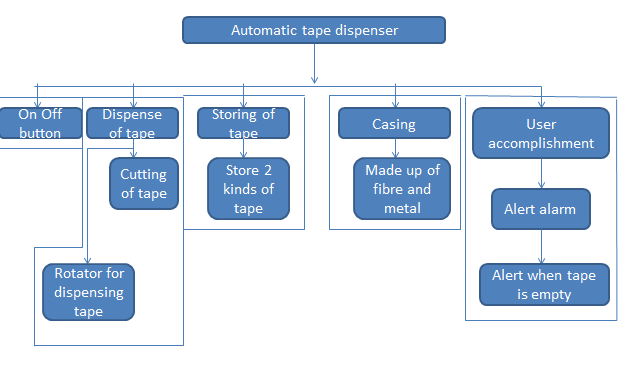 Automatic tape dispenser
On Off
button
Dispense
of tape
Storing of
tape
Casing
User
accomplishment
Cutting
of tape
Store 2
kinds of
tape
Made up of
fibre and
metal
Alert alarm
Rotator for
dispensing
tape
Alert when tape
is empty